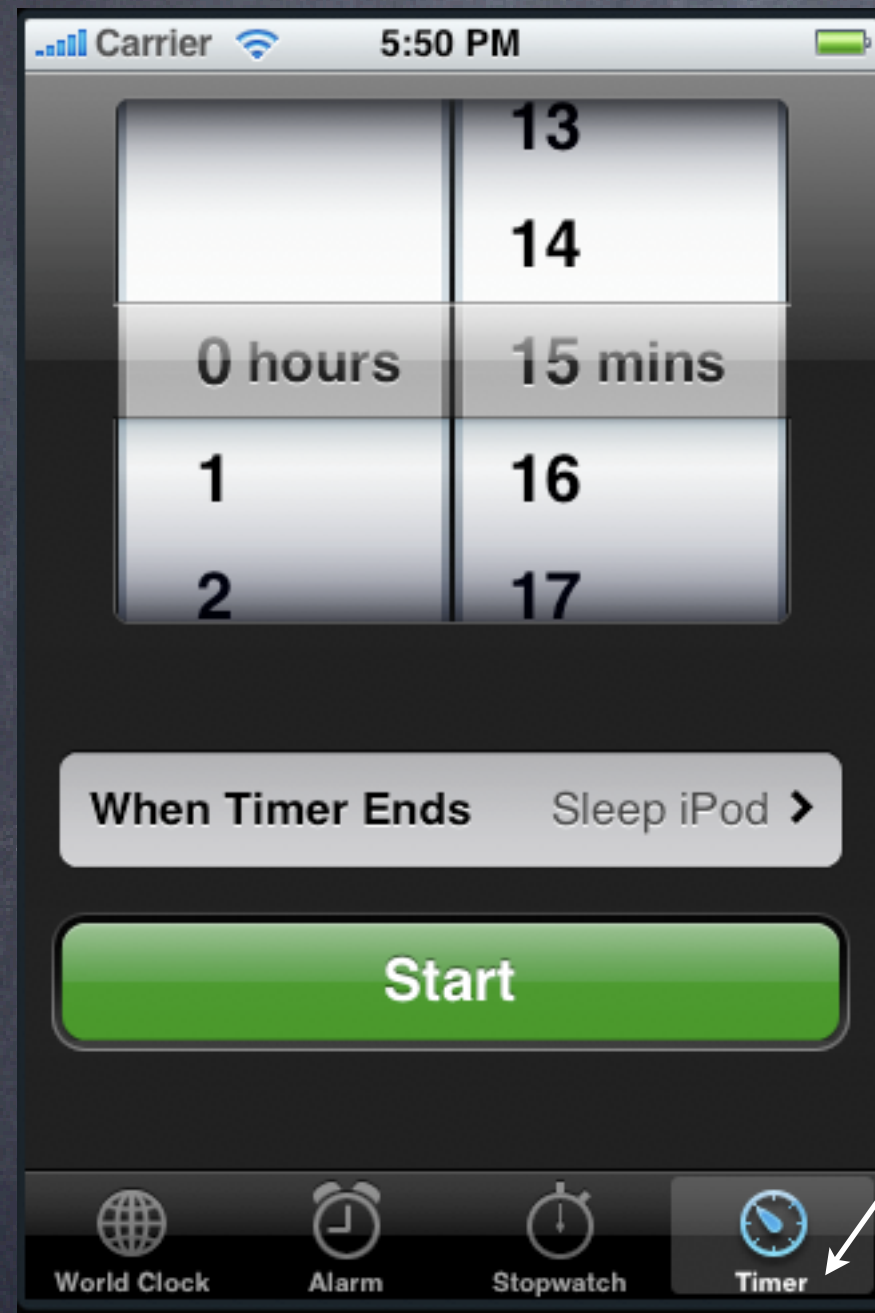 Carrier 5:50 PM
13
14
0 hours 15 mins
1 16
2 17
When Timer Ends Sleep iPod
Start
World Clock Alarm Stopwatch Timer